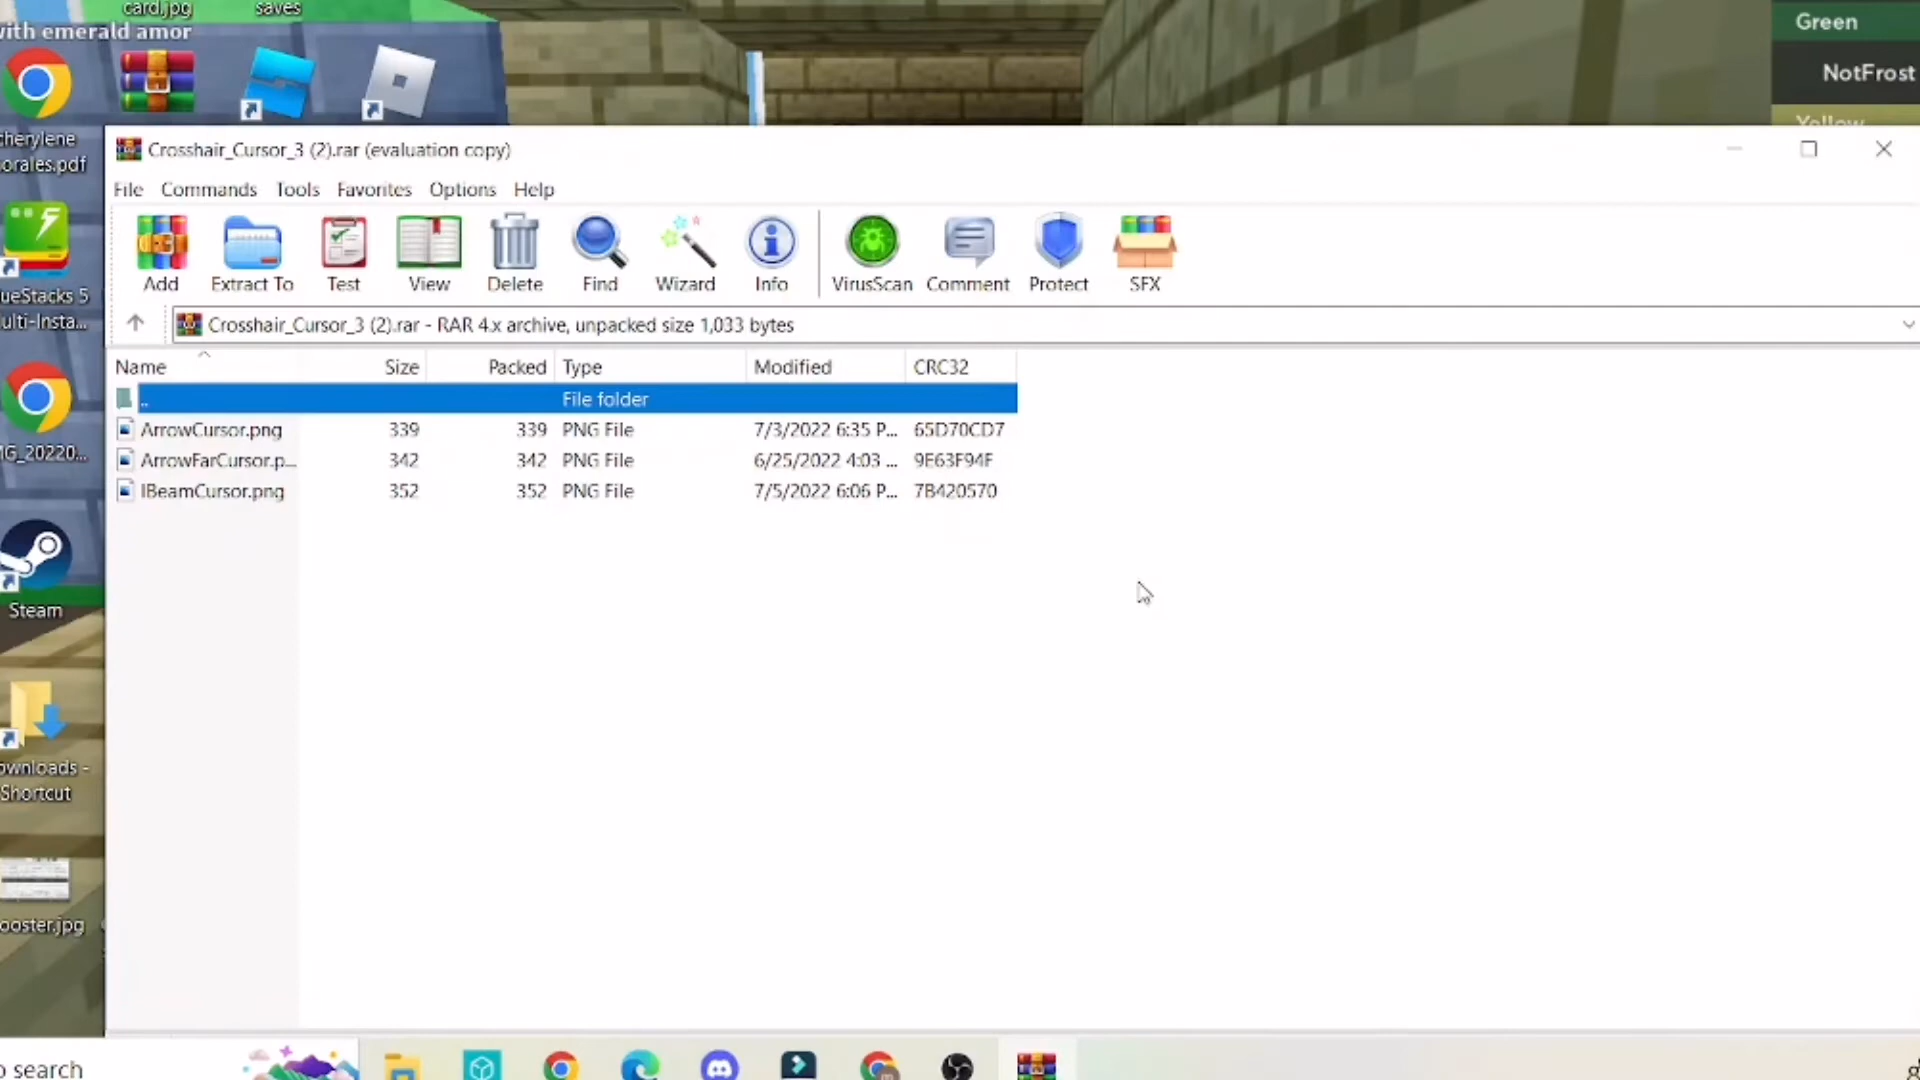 card.jpg saves
with emerald amor
Green
NotFrost
Yellow
cherylene
orales.pdf
Crosshair_Cursor_3 (2).rar (evaluation copy)
File Commands Tools Favorites Options Help
Add Extract To Test View Delete Find Wizard Info VirusScan Comment Protect SFX
Crosshair_Cursor_3 (2).rar - RAR 4.x archive, unpacked size 1,033 bytes
Name Size Packed Type Modified CRC32
.. File folder
ArrowCursor.png 339 339 PNG File 7/3/2022 6:35 P... 65D70CD7
ArrowFarCursor.p... 342 342 PNG File 6/25/2022 4:03 ... 9E63F94F
IBeamCursor.png 352 352 PNG File 7/5/2022 6:06 P... 7B420570
ueStacks 5
ulti-Insta...
G_20220...
Steam
ownloads -
Shortcut
ooster.jpg
o search